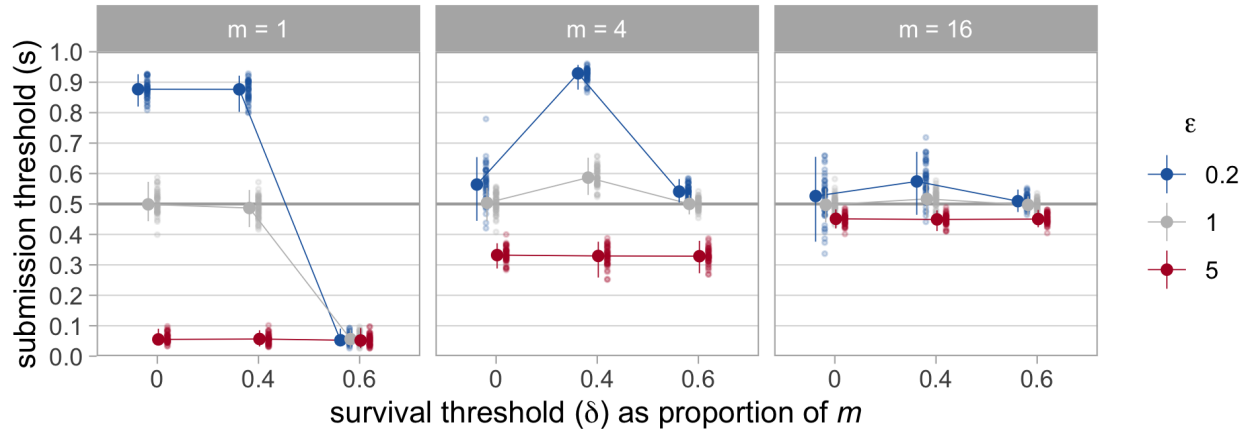 m = 1
m = 4
m = 16
submission threshold (s)
1.0
0.9
0.8
0.7
0.6
0.5
0.4
0.3
0.2
0.1
0.0
0 0.4 0.6
0 0.4 0.6
0 0.4 0.6
survival threshold (δ) as proportion of m
ε
0.2
1
5